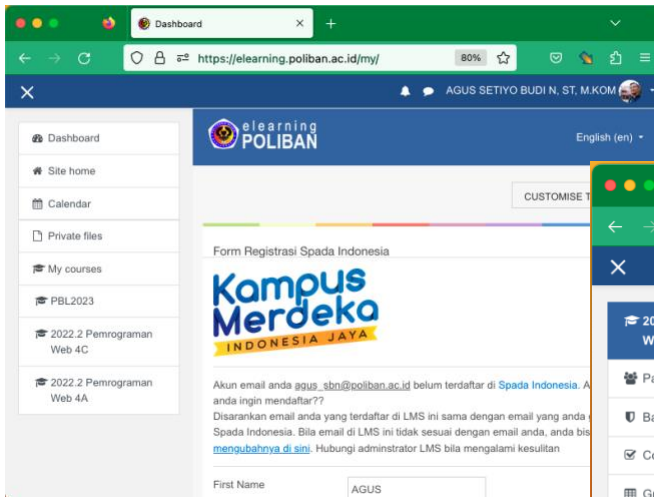 Dashboard
https://elearning.poliban.ac.id/my/
80%
AGUS SETIYO BUDI N, ST, M.KOM
Dashboard
Site home
Calendar
Private files
My courses
PBL2023
2022.2 Pemrograman
Web 4C
2022.2 Pemrograman
Web 4A
elearning
POLIBAN
English (en)
CUSTOMISE T
Form Registrasi Spada Indonesia
Kampus
Merdeka
INDONESIA JAYA
Akun email anda agus_sbn@poliban.ac.id belum terdaftar di Spada Indonesia. A
anda ingin mendaftar??
Disarankan email anda yang terdaftar di LMS ini sama dengan email yang anda
Spada Indonesia. Bila email di LMS ini tidak sesuai dengan email anda, anda bis
mengubahnya di sini. Hubungi adminstrator LMS bila mengalami kesulitan
First Name
AGUS
20
W
Pa
Ba
Co